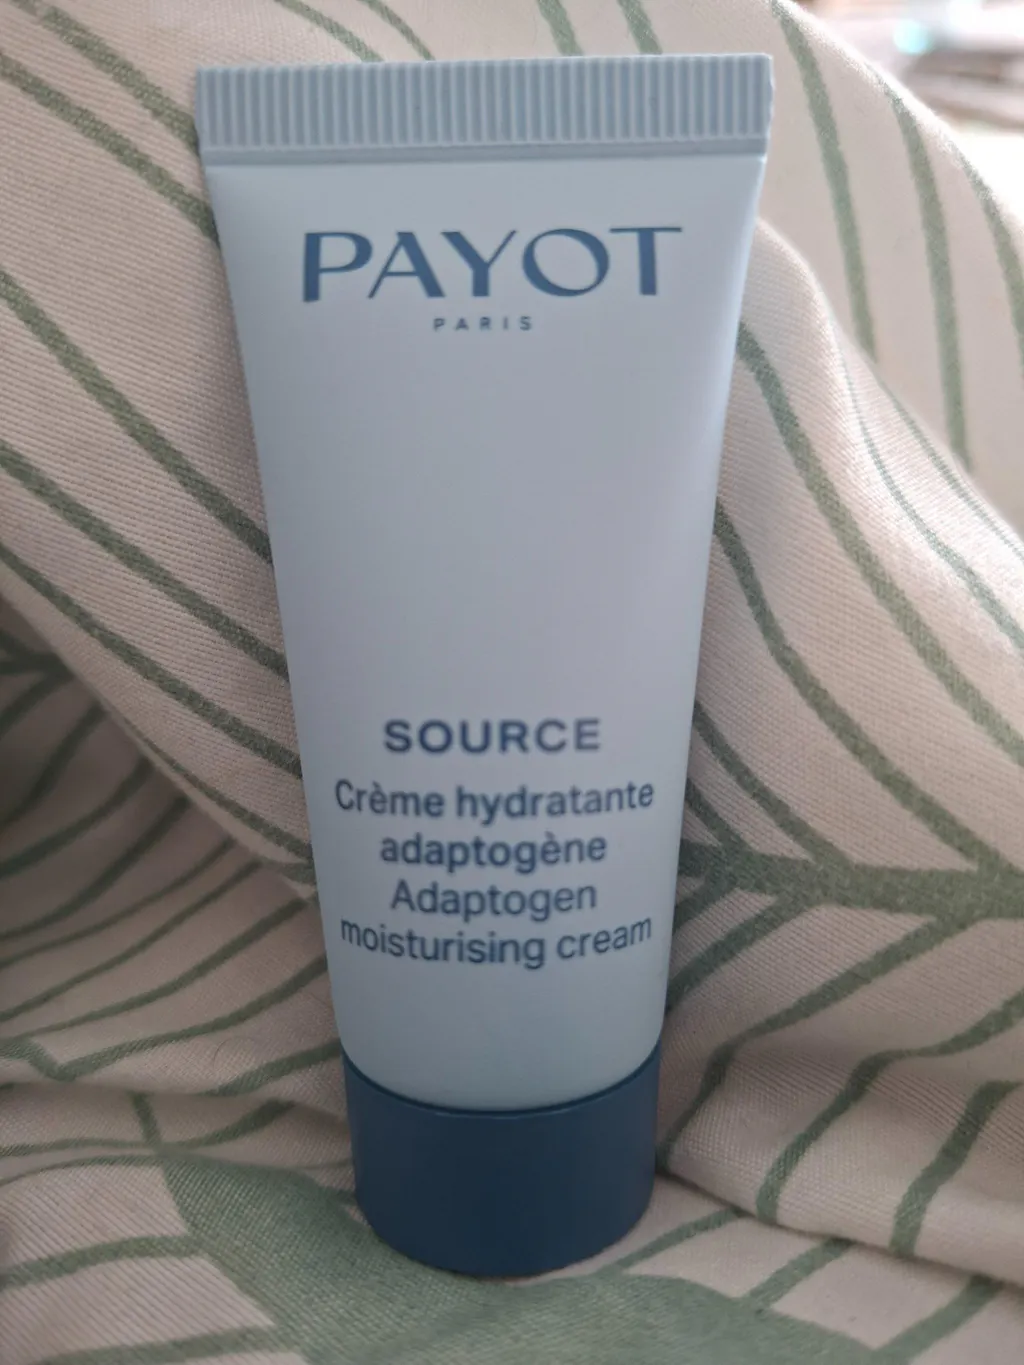 PAYOT
PARIS
SOURCE
Crème hydratante
adaptogène
Adaptogen
moisturising cream